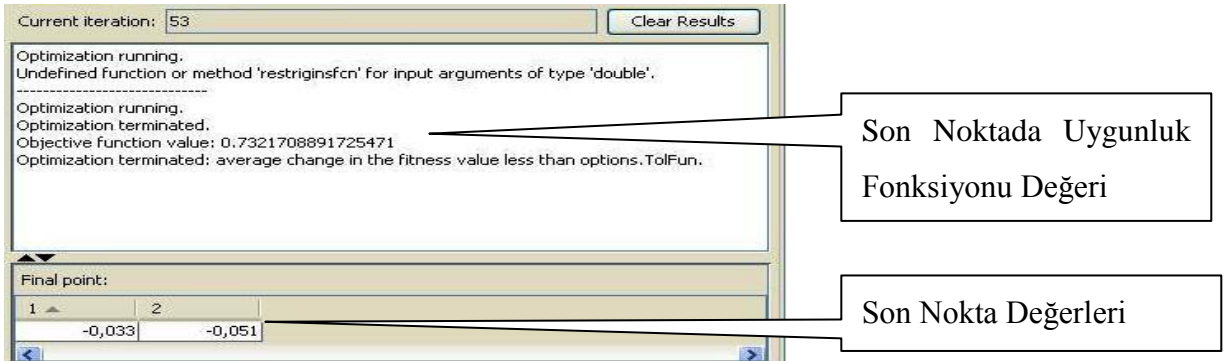 Current iteration: 53 Clear Results
Optimization running.
Undefined function or method 'restriginsfcn' for input arguments of type 'double'.
-----------------------------
Optimization running.
Optimization terminated.
Objective function value: 0.7321708891725471
Optimization terminated: average change in the fitness value less than options.TolFun.
Son Noktada Uygunluk
Fonksiyonu Değeri
Final point:
1 2
-0,033 -0,051
Son Nokta Değerleri